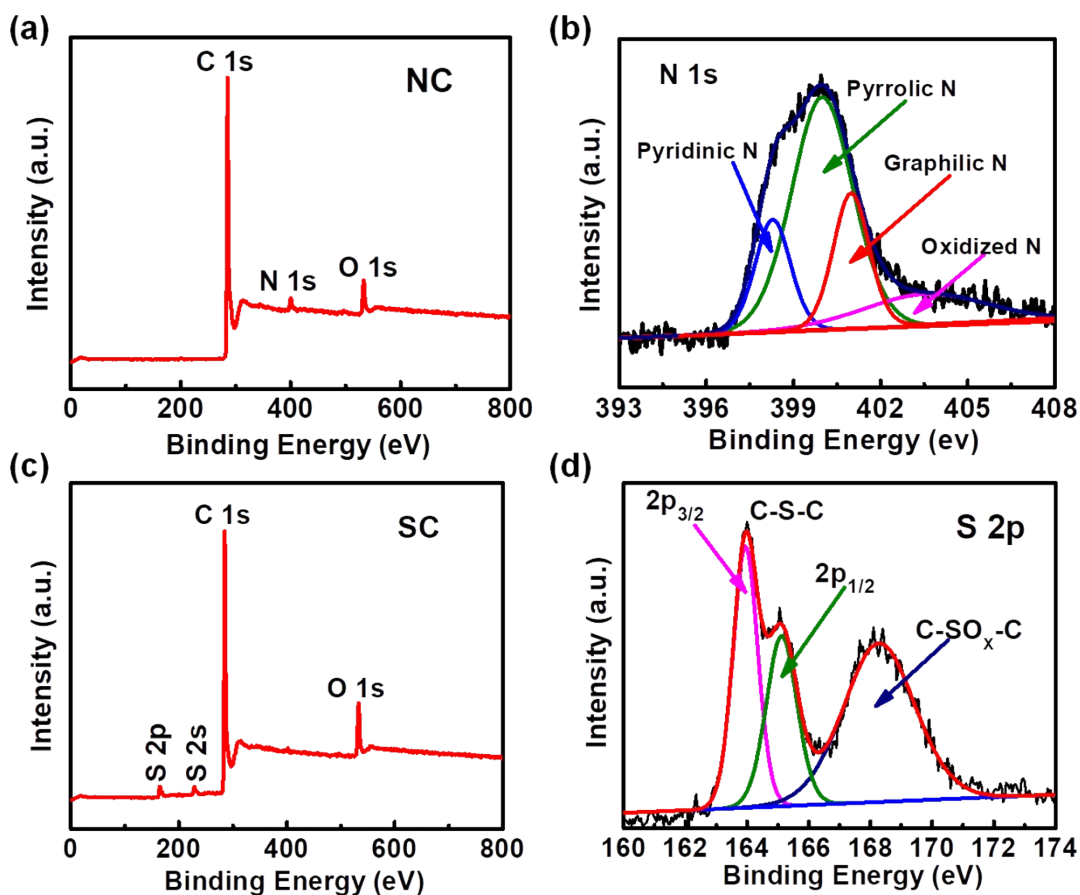 (a)
C 1s
NC
N 1s
O 1s
Intensity (a.u.)
0 200 400 600 800
Binding Energy (eV)
(b)
N 1s
Pyrrolic N
Pyridinic N
Graphilic N
Oxidized N
Intensity (a.u.)
393 396 399 402 405 408
Binding Energy (ev)
(c)
C 1s
SC
O 1s
S 2p
S 2s
Intensity (a.u.)
0 200 400 600 800
Binding Energy (eV)
(d)
2p3/2
C-S-C
S 2p
2p1/2
C-SOx-C
Intensity (a.u.)
160 162 164 166 168 170 172 174
Binding Energy (eV)